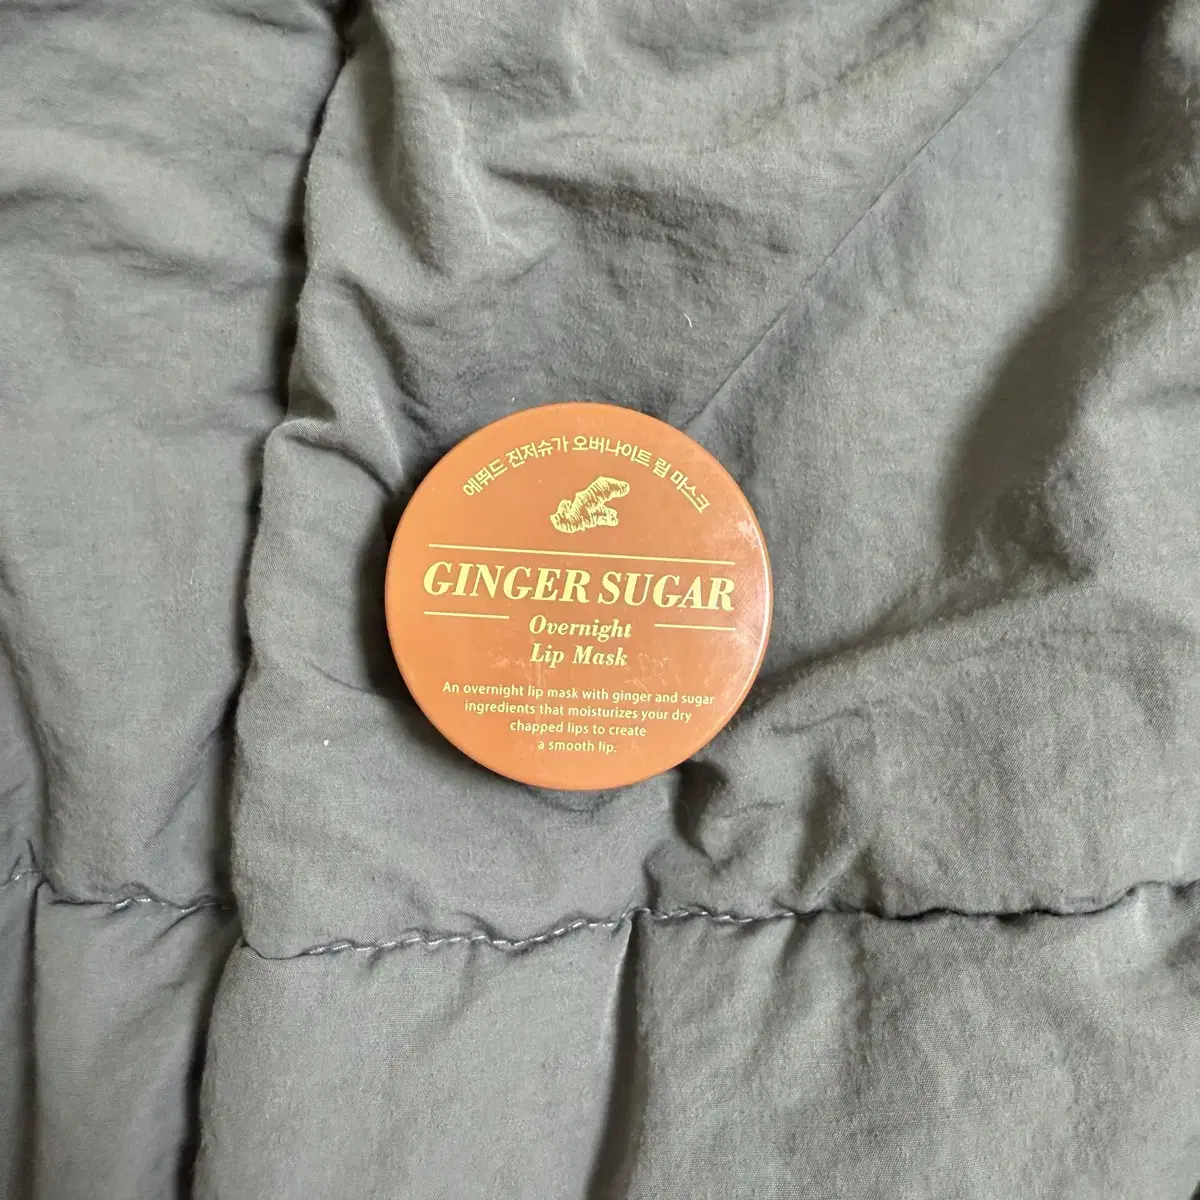 에뛰드 진저슈가 오버나이트 립 마스크
GINGER SUGAR
Overnight
Lip Mask
An overnight lip mask with ginger and sugar
ingredients that moisturizes your dry
chapped lips to create
a smooth lip.